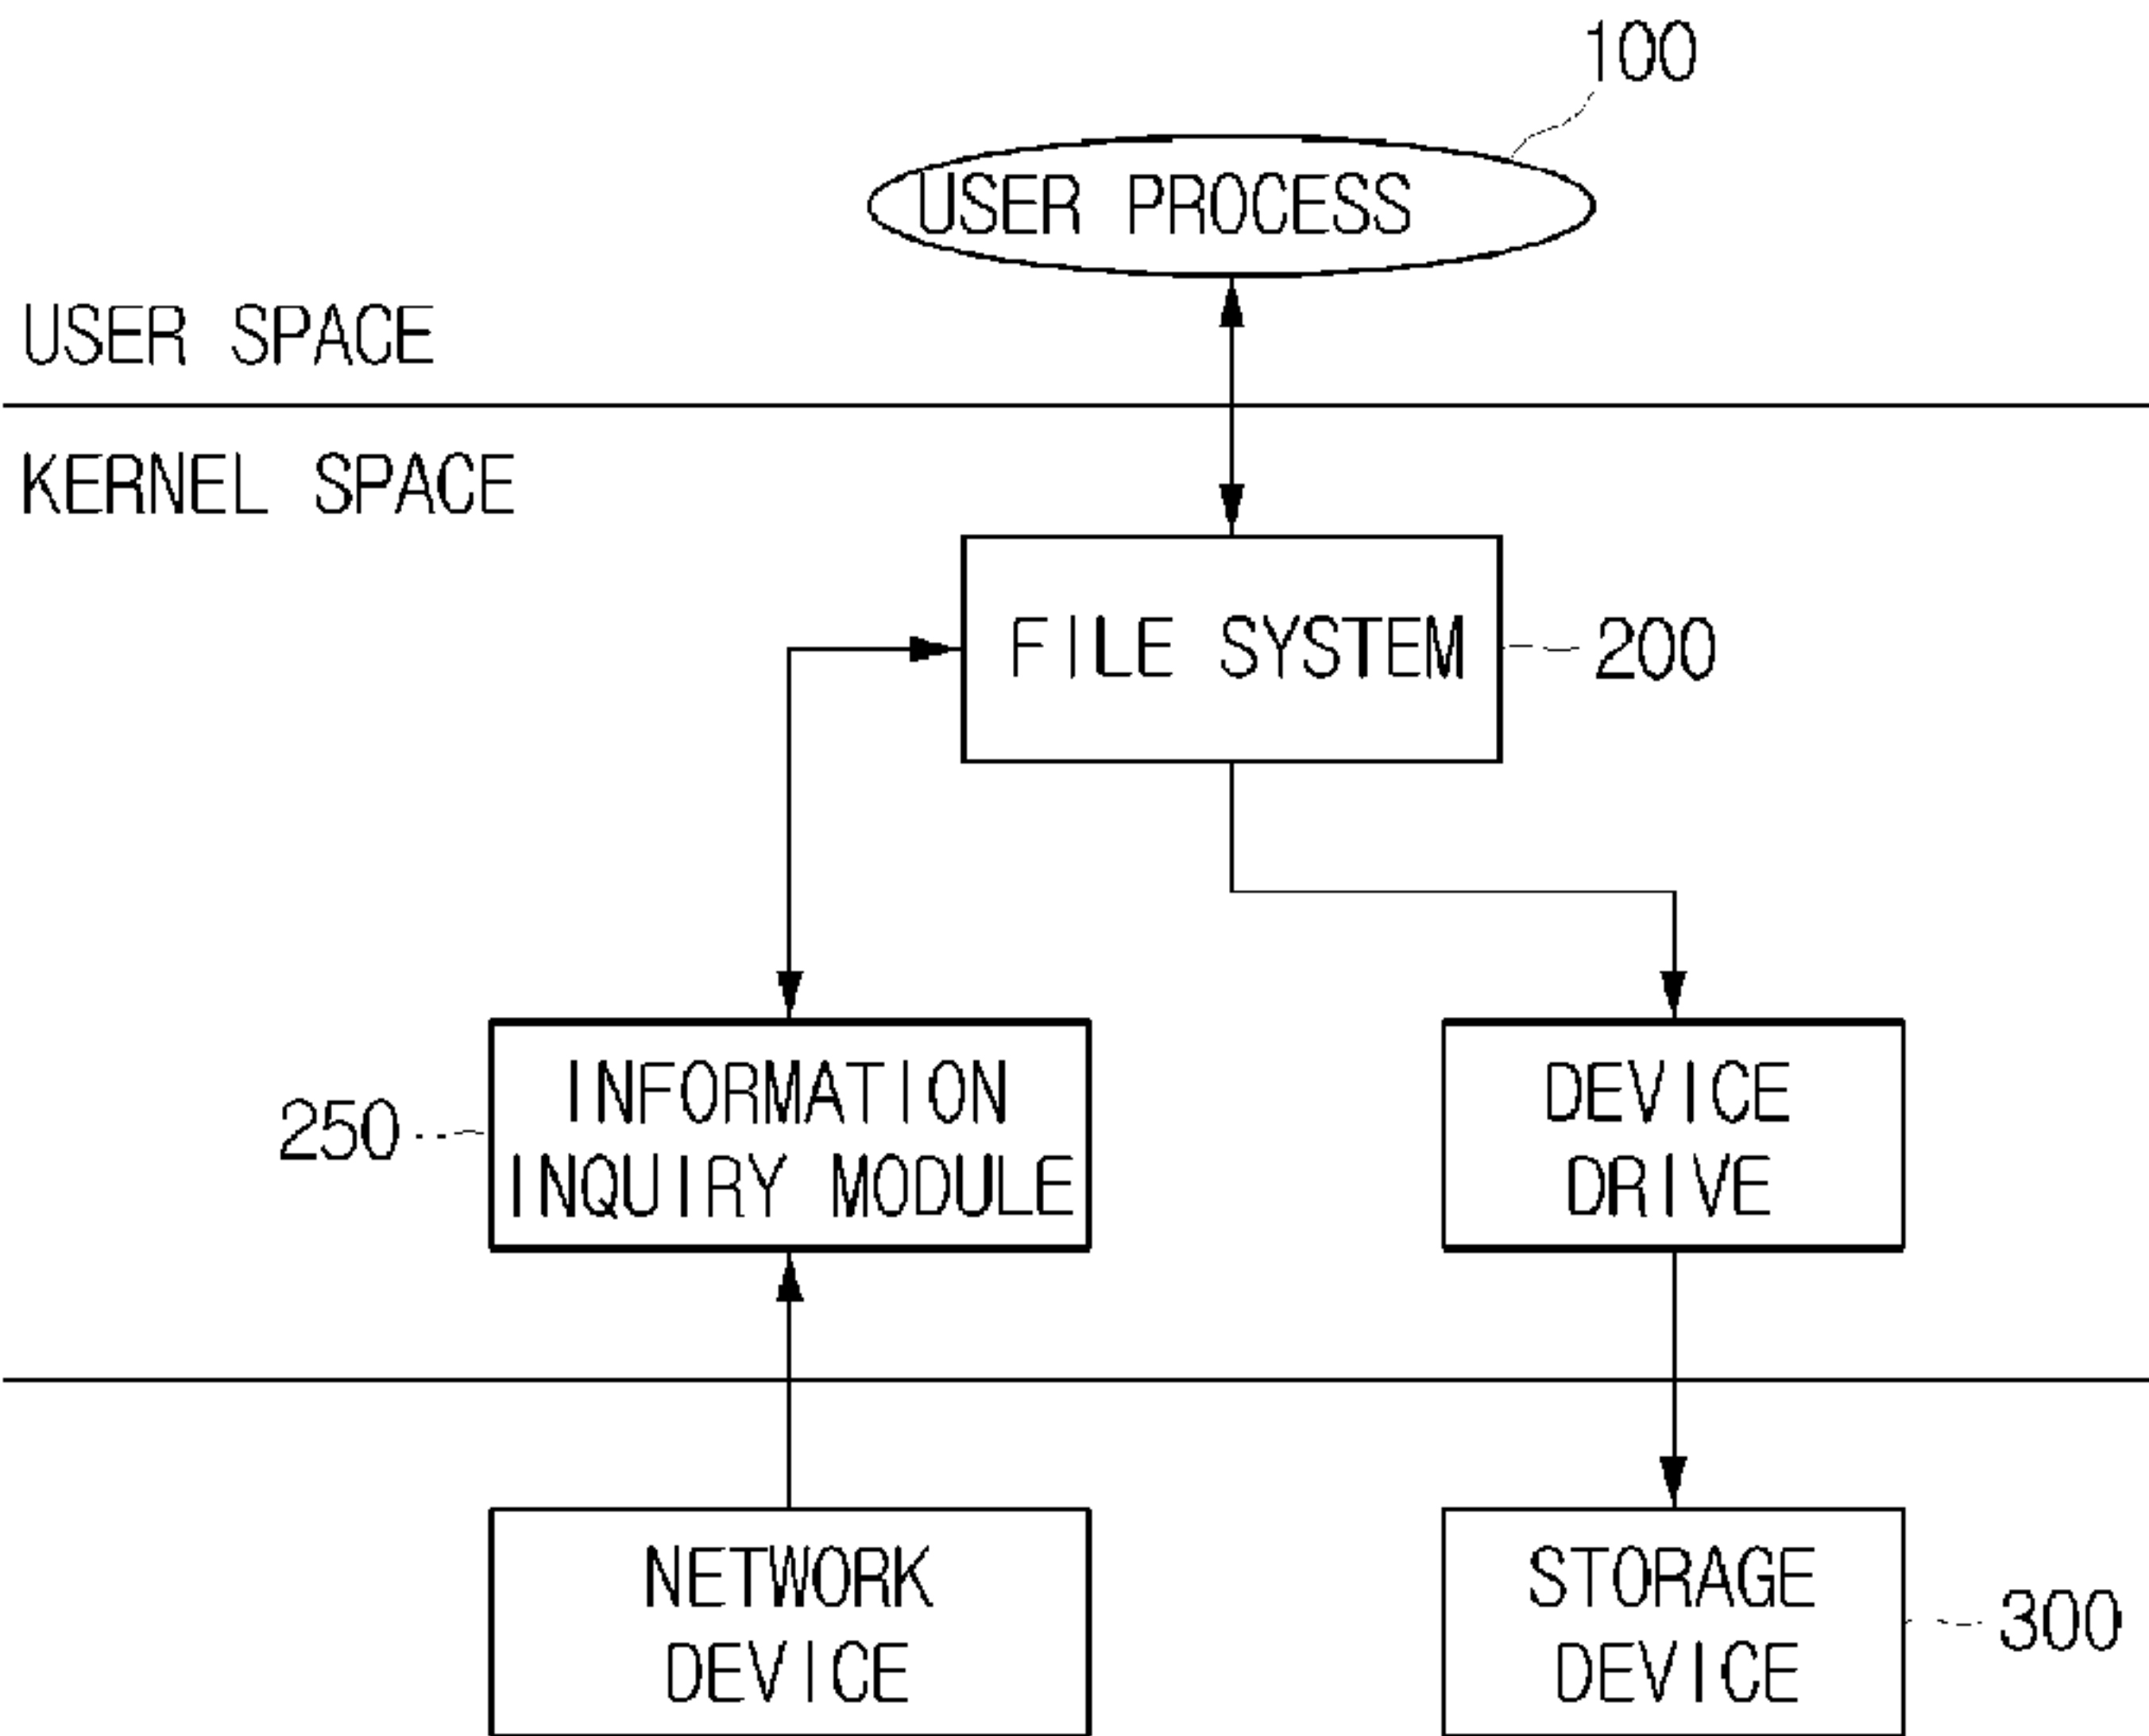 100
USER PROCESS
USER SPACE
KERNEL SPACE
FILE SYSTEM
200
INFORMATION
INQUIRY MODULE
250
DEVICE
DRIVE
NETWORK
DEVICE
STORAGE
DEVICE
300